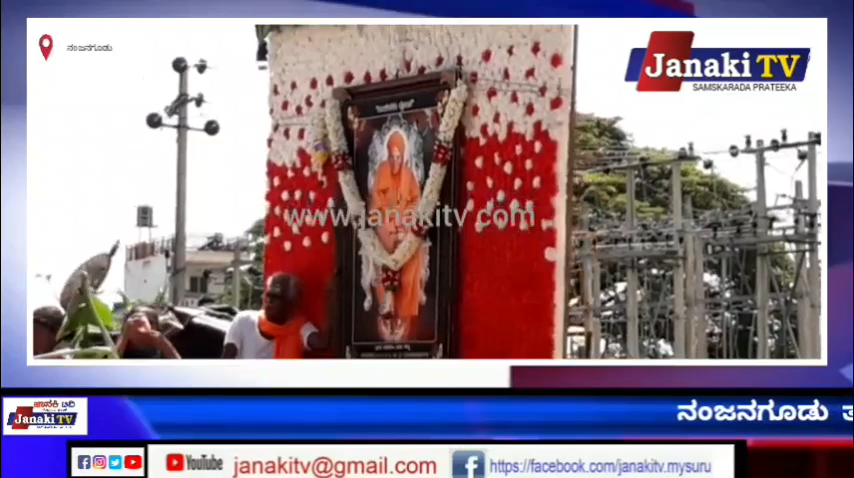 ನಂಜನಗೂಡು
Janaki TV
SAMSKARADA PRATEEKA
www.janakitv.com
ಜಾನಕಿ ಟಿವಿ
Janaki TV
ನಂಜನಗೂಡು
YouTube janakitv@gmail.com
https://facebook.com/janakitv.mysuru